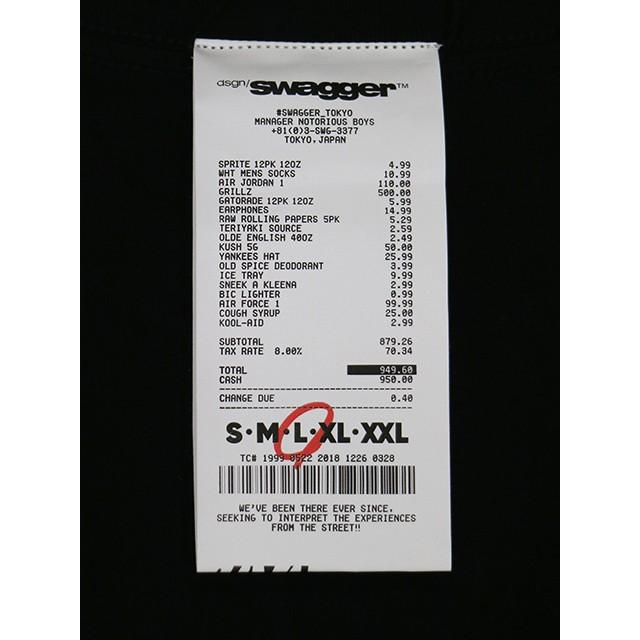 dsgn/swagger™
#SWAGGER_TOKYO
MANAGER NOTORIOUS BOYS
+81(0)3-SWG-3377
TOKYO,JAPAN
SPRITE 12PK 12OZ 4.99
WHT MENS SOCKS 10.99
AIR JORDAN 1 110.00
GRILLZ 500.00
GATORADE 12PK 12OZ 5.99
EARPHONES 14.99
RAW ROLLING PAPERS 5PK 5.29
TERIYAKI SOURCE 2.59
OLDE ENGLISH 40OZ 2.49
KUSH 5G 50.00
YANKEES HAT 25.99
OLD SPICE DEODORANT 3.99
ICE TRAY 9.99
SNEEK A KLEENA 2.99
BIC LIGHTER 0.99
AIR FORCE 1 99.99
COUGH SYRUP 25.00
KOOL-AID 2.99
SUBTOTAL 879.26
TAX RATE 8.00% 70.34
TOTAL 949.60
CASH 950.00
CHANGE DUE 0.40
S·M·L·XL·XXL
TC# 1999 0522 2018 1226 0328
WE'VE BEEN THERE EVER SINCE,
SEEKING TO INTERPRET THE EXPERIENCES
FROM THE STREET!!